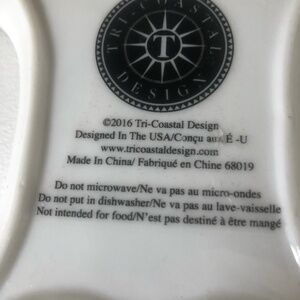 TRI-COASTAL
T
DESIGN
©2016 Tri-Coastal Design
Designed In The USA/Conçu aux É-U
www.tricoastaldesign.com
Made In China/ Fabriqué en Chine 68019
Do not microwave/Ne va pas au micro-ondes
Do not put in dishwasher/Ne va pas au lave-vaisselle
Not intended for food/N'est pas destiné à être mangé